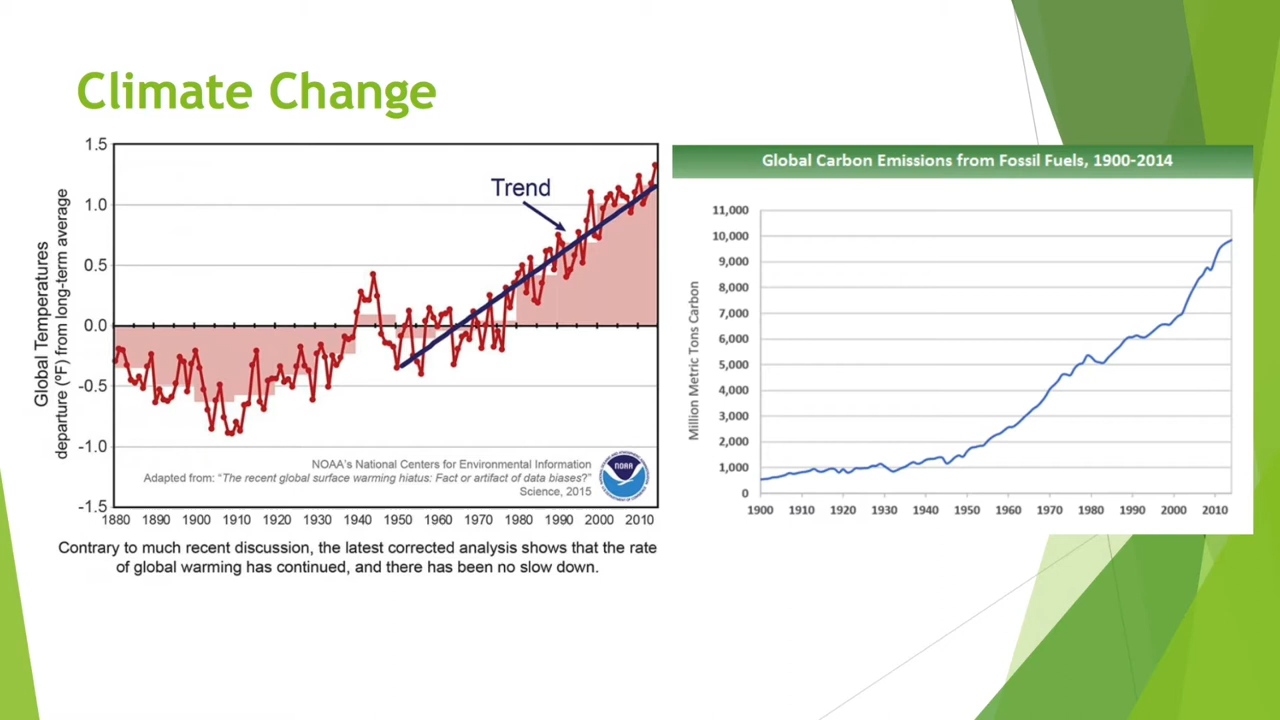 Climate Change
1.5
1.0
0.5
0.0
-0.5
-1.0
-1.5
Global Temperatures
departure (ºF) from long-term average
Trend
NOAA's National Centers for Environmental Information
Adapted from: "The recent global surface warming hiatus: Fact or artifact of data biases?"
Science, 2015
NOAA
1880 1890 1900 1910 1920 1930 1940 1950 1960 1970 1980 1990 2000 2010
Contrary to much recent discussion, the latest corrected analysis shows that the rate
of global warming has continued, and there has been no slow down.
Global Carbon Emissions from Fossil Fuels, 1900-2014
11,000
10,000
9,000
8,000
7,000
6,000
5,000
4,000
3,000
2,000
1,000
0
Million Metric Tons Carbon
1900 1910 1920 1930 1940 1950 1960 1970 1980 1990 2000 2010